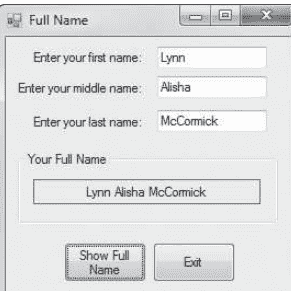 Full Name
Enter your first name: Lynn
Enter your middle name: Alisha
Enter your last name: McCormick
Your Full Name
Lynn Alisha McCormick
Show Full
Name
Exit